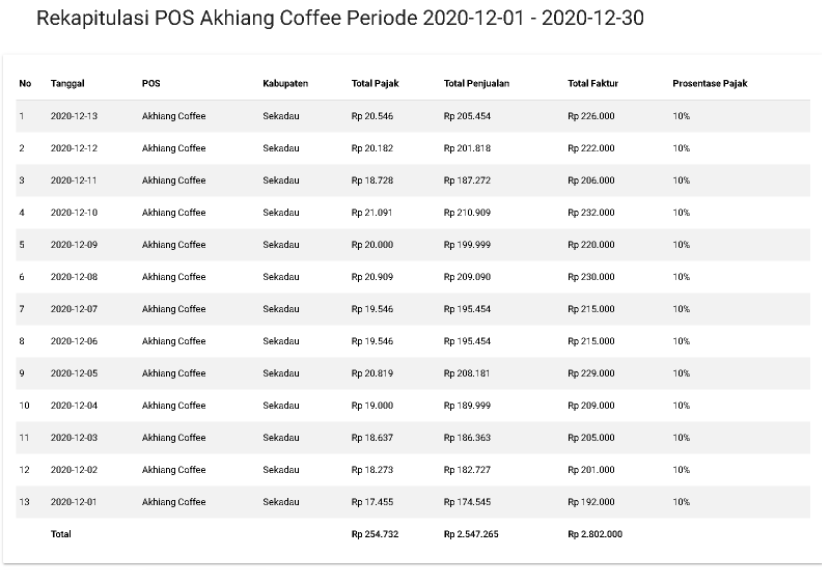 Rekapitulasi POS Akhiang Coffee Periode 2020-12-01 - 2020-12-30
No Tanggal POS Kabupaten Total Pajak Total Penjualan Total Faktur Prosentase Pajak
1 2020-12-13 Akhiang Coffee Sekadau Rp 20.546 Rp 205.454 Rp 226.000 10%
2 2020-12-12 Akhiang Coffee Sekadau Rp 20.182 Rp 201.818 Rp 222.000 10%
3 2020-12-11 Akhiang Coffee Sekadau Rp 18.728 Rp 187.272 Rp 206.000 10%
4 2020-12-10 Akhiang Coffee Sekadau Rp 21.091 Rp 210.909 Rp 232.000 10%
5 2020-12-09 Akhiang Coffee Sekadau Rp 20.000 Rp 199.999 Rp 220.000 10%
6 2020-12-08 Akhiang Coffee Sekadau Rp 20.909 Rp 209.090 Rp 230.000 10%
7 2020-12-07 Akhiang Coffee Sekadau Rp 19.546 Rp 195.454 Rp 215.000 10%
8 2020-12-06 Akhiang Coffee Sekadau Rp 19.546 Rp 195.454 Rp 215.000 10%
9 2020-12-05 Akhiang Coffee Sekadau Rp 20.819 Rp 208.181 Rp 229.000 10%
10 2020-12-04 Akhiang Coffee Sekadau Rp 19.000 Rp 189.999 Rp 209.000 10%
11 2020-12-03 Akhiang Coffee Sekadau Rp 18.637 Rp 186.363 Rp 205.000 10%
12 2020-12-02 Akhiang Coffee Sekadau Rp 18.273 Rp 182.727 Rp 201.000 10%
13 2020-12-01 Akhiang Coffee Sekadau Rp 17.455 Rp 174.545 Rp 192.000 10%
Total Rp 254.732 Rp 2.547.265 Rp 2.802.000